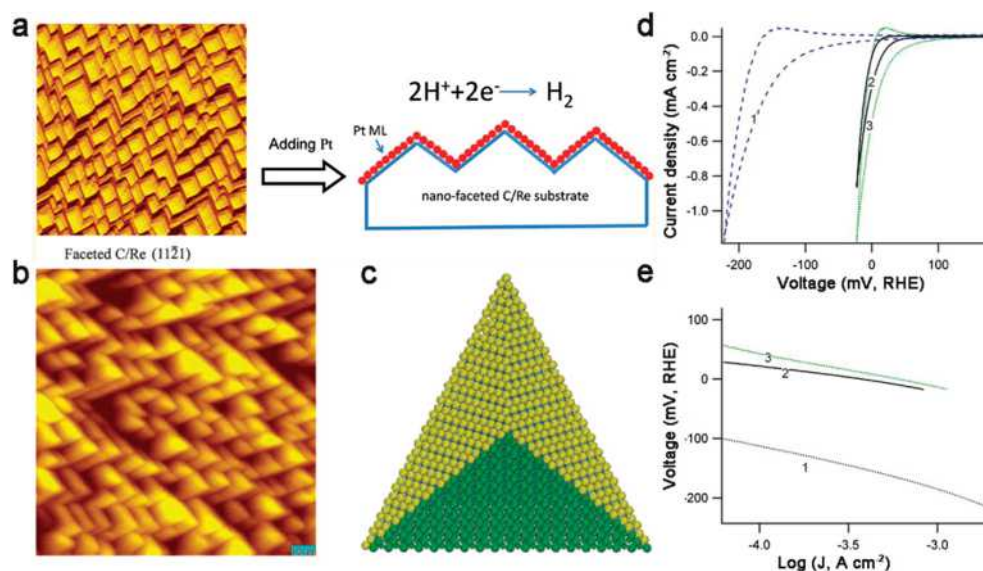 a
2H⁺+2e⁻ → H₂
Adding Pt
Pt ML
nano-faceted C/Re substrate
Faceted C/Re (112̄1)
b
c
d
Current density (mA cm⁻²)
0.0
-0.2
-0.4
-0.6
-0.8
-1.0
1
2
3
-200
-100
0
100
Voltage (mV, RHE)
e
Voltage (mV, RHE)
100
0
-100
-200
3
2
1
-4.0
-3.5
-3.0
Log (J, A cm⁻²)